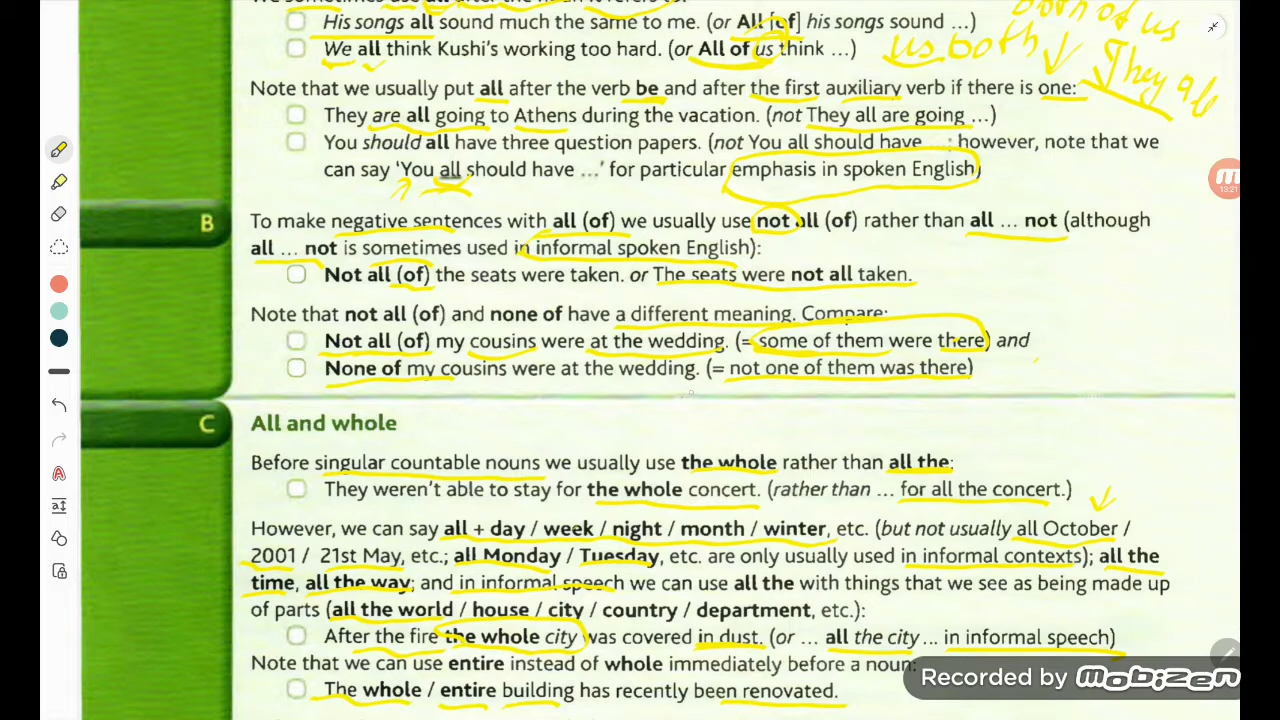 We sometimes use all after the noun it refers to:
His songs all sound much the same to me. (or All [of] his songs sound …)
both of us
We all think Kushi's working too hard. (or All of us think …)
us both
They all
Note that we usually put all after the verb be and after the first auxiliary verb if there is one:
They are all going to Athens during the vacation. (not They all are going …)
You should all have three question papers. (not You all should have … ; however, note that we
can say 'You all should have …' for particular emphasis in spoken English)
13:21
B
To make negative sentences with all (of) we usually use not all (of) rather than all … not (although
all … not is sometimes used in informal spoken English):
Not all (of) the seats were taken. or The seats were not all taken.
Note that not all (of) and none of have a different meaning. Compare:
Not all (of) my cousins were at the wedding. (= some of them were there) and
None of my cousins were at the wedding. (= not one of them was there)
C
All and whole
Before singular countable nouns we usually use the whole rather than all the:
They weren't able to stay for the whole concert. (rather than … for all the concert.)
However, we can say all + day / week / night / month / winter, etc. (but not usually all October /
2001 / 21st May, etc.; all Monday / Tuesday, etc. are only usually used in informal contexts); all the
time, all the way; and in informal speech we can use all the with things that we see as being made up
of parts (all the world / house / city / country / department, etc.):
After the fire the whole city was covered in dust. (or … all the city … in informal speech)
Note that we can use entire instead of whole immediately before a noun:
The whole / entire building has recently been renovated.
Recorded by mobizen